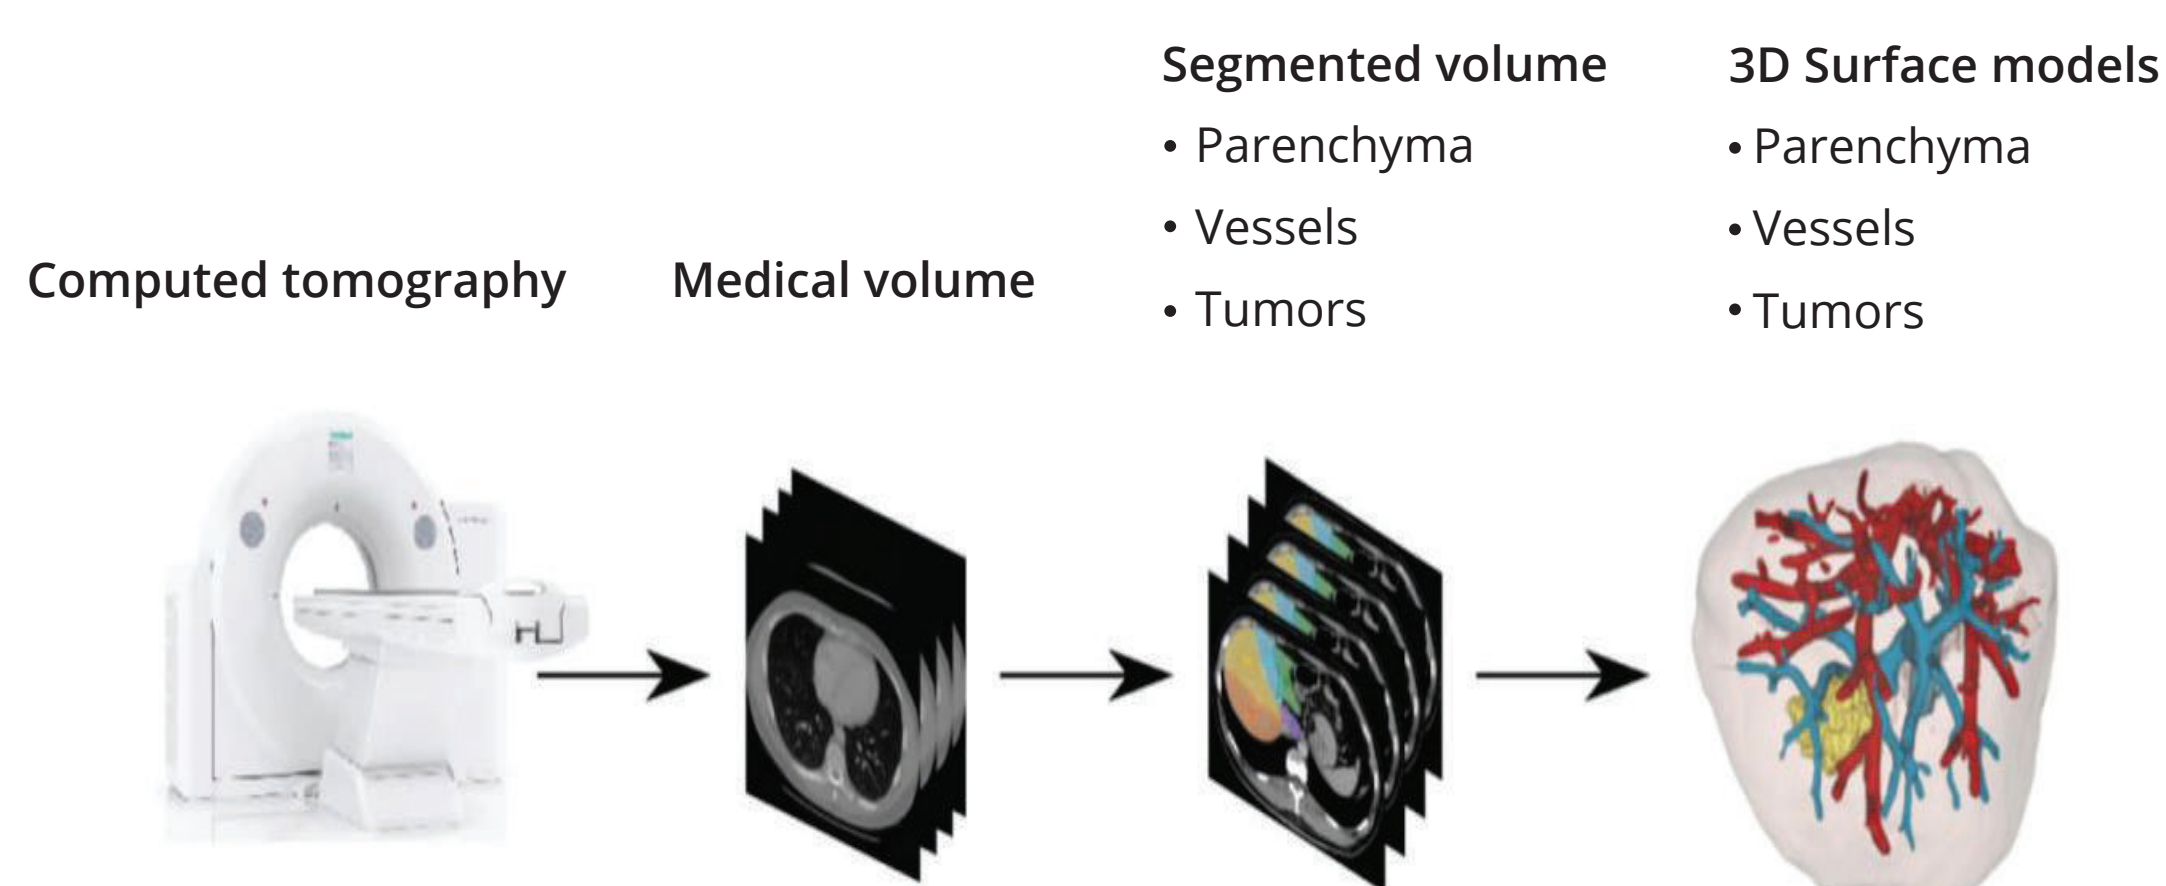 Computed tomography
Medical volume
Segmented volume
• Parenchyma
• Vessels
• Tumors
3D Surface models
• Parenchyma
• Vessels
• Tumors